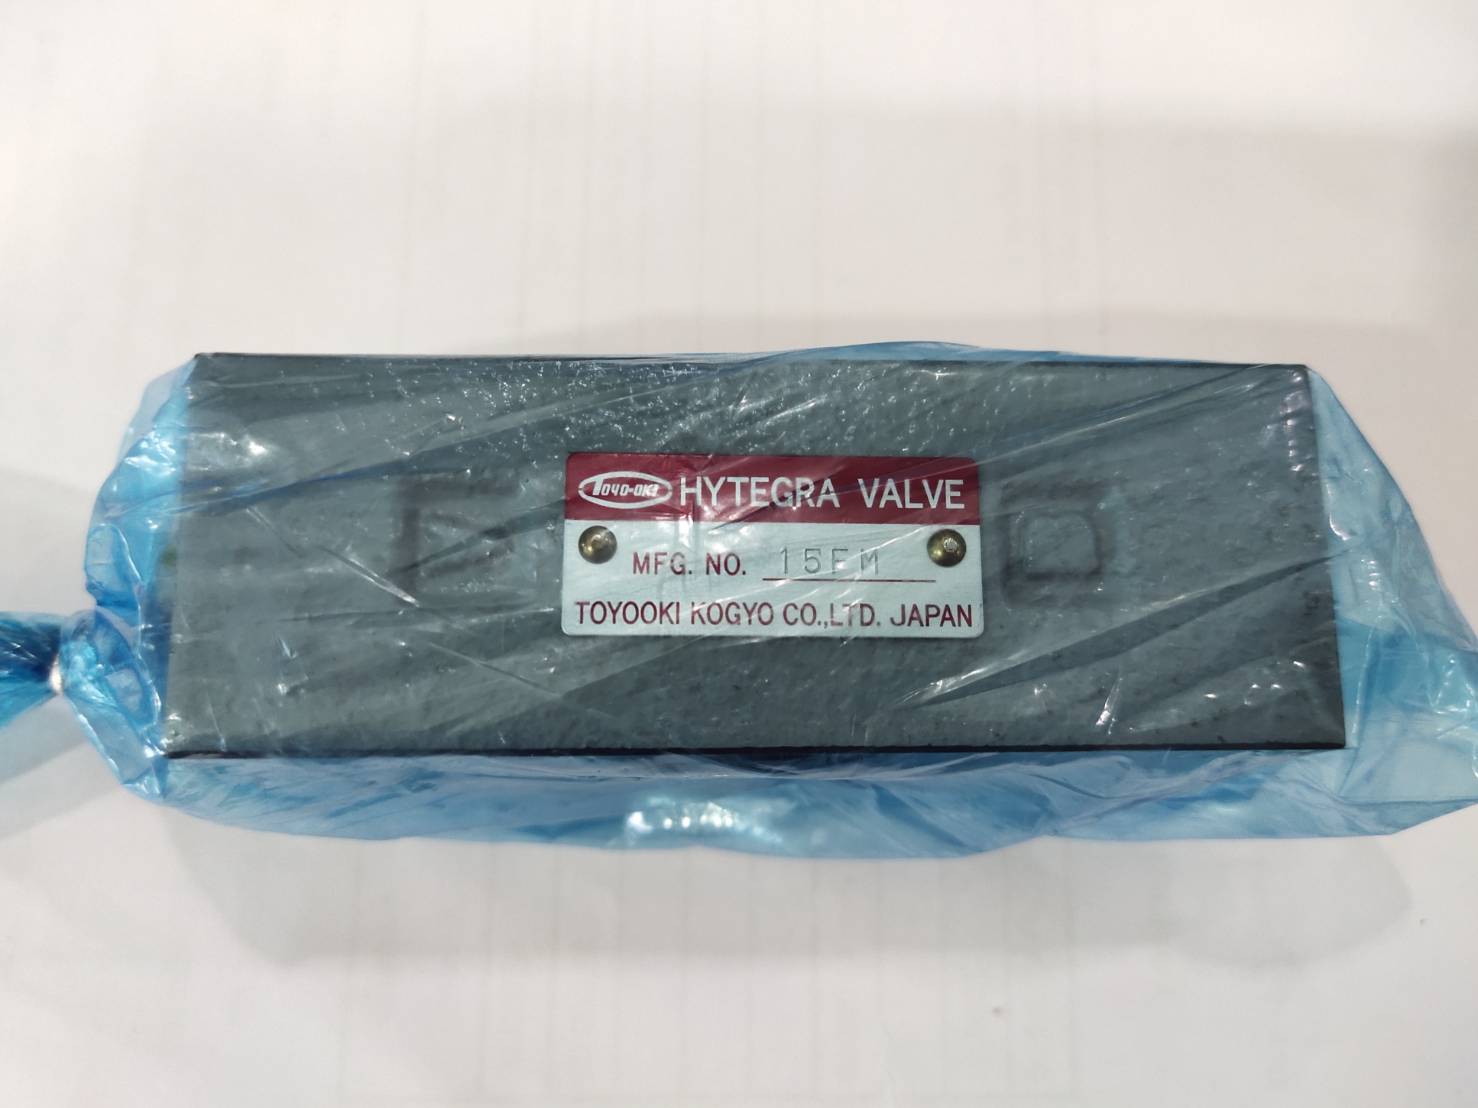 TOYO-OKI HYTEGRA VALVE
MFG. NO. 15FM
TOYOOKI KOGYO CO.,LTD. JAPAN